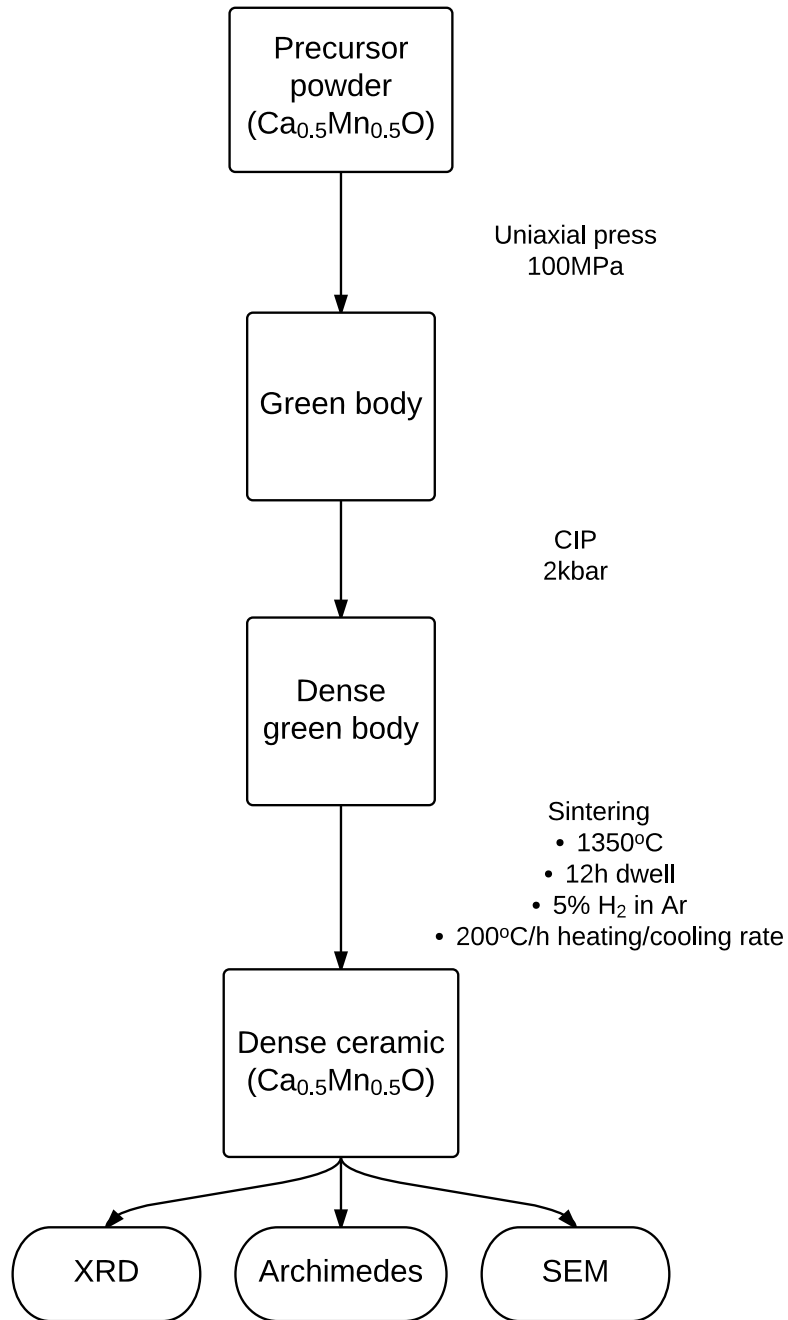 Precursor
powder
(Ca₀.₅Mn₀.₅O)
Uniaxial press
100MPa
Green body
CIP
2kbar
Dense
green body
Sintering
• 1350ºC
• 12h dwell
• 5% H₂ in Ar
• 200ºC/h heating/cooling rate
Dense ceramic
(Ca₀.₅Mn₀.₅O)
XRD
Archimedes
SEM